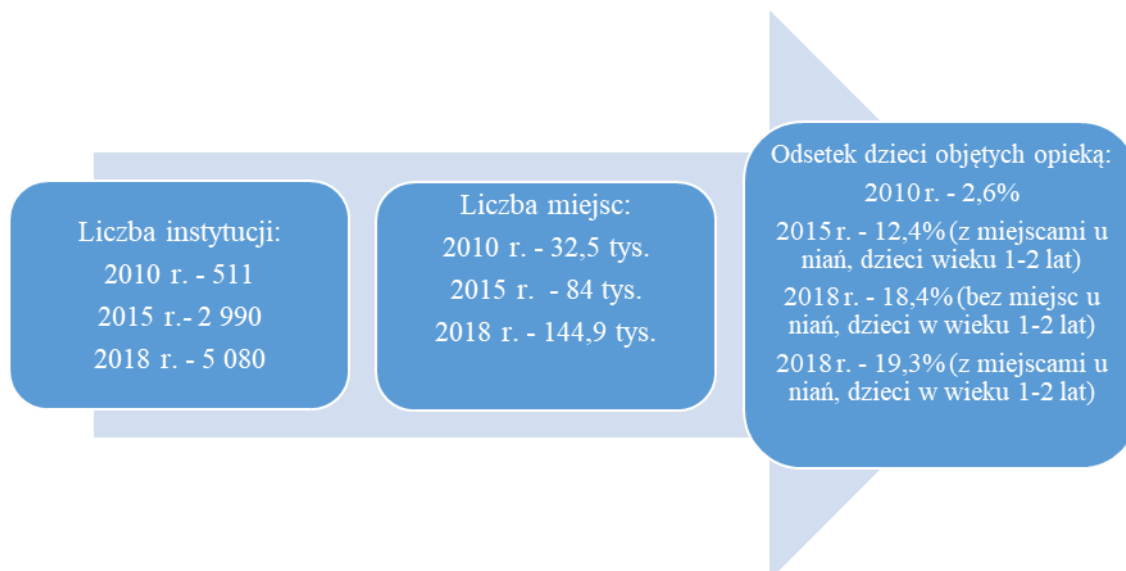 Liczba instytucji:
2010 r. - 511
2015 r.- 2 990
2018 r. - 5 080
Liczba miejsc:
2010 r. - 32,5 tys.
2015 r. - 84 tys.
2018 r. - 144,9 tys.
Odsetek dzieci objętych opieką:
2010 r. - 2,6%
2015 r. - 12,4% (z miejscami u
niań, dzieci wieku 1-2 lat)
2018 r. - 18,4% (bez miejsc u
niań, dzieci w wieku 1-2 lat)
2018 r. - 19,3% (z miejscami u
niań, dzieci w wieku 1-2 lat)